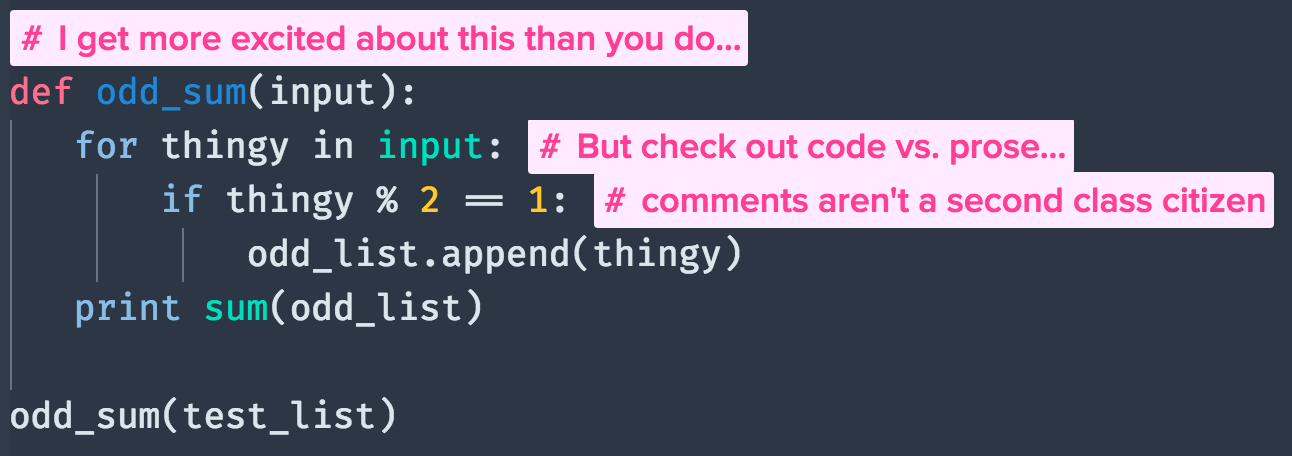 # I get more excited about this than you do...
def odd_sum(input):
for thingy in input: # But check out code vs. prose...
if thingy % 2 == 1: # comments aren't a second class citizen
odd_list.append(thingy)
print sum(odd_list)
odd_sum(test_list)